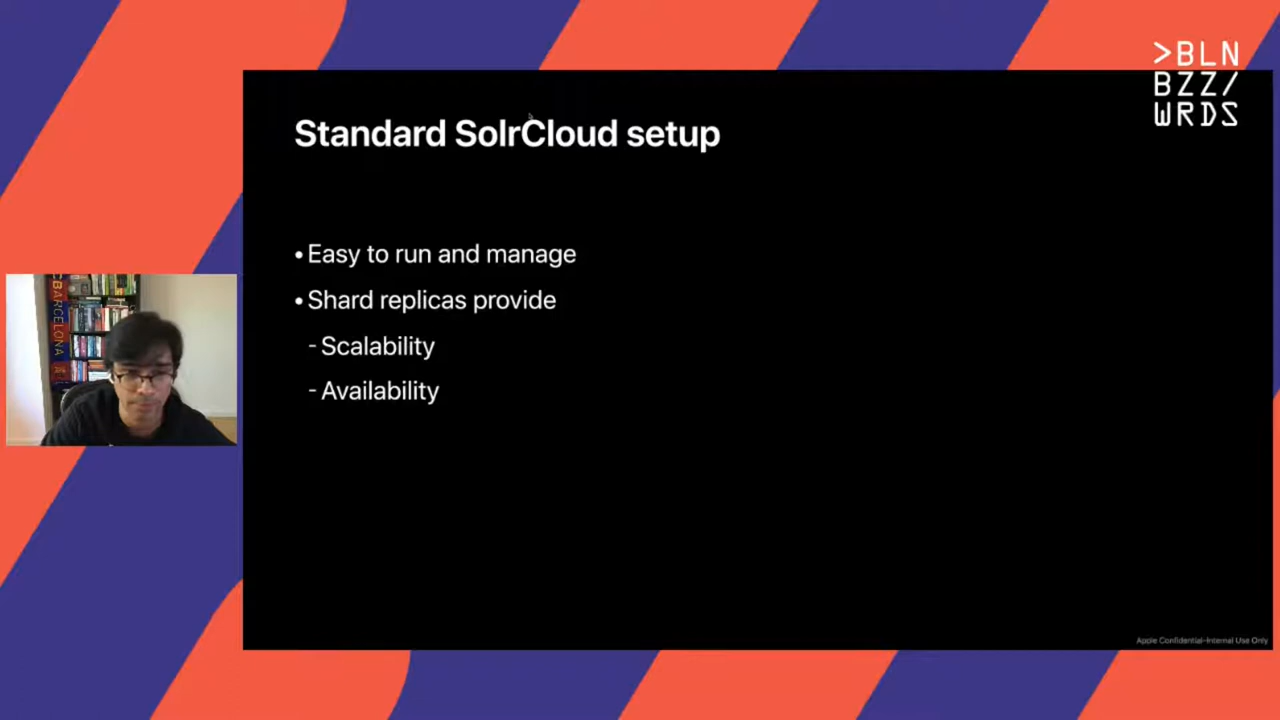 >BLN
BZZ/
WRDS
Standard SolrCloud setup
• Easy to run and manage
• Shard replicas provide
- Scalability
- Availability
BARCELONA
Apple Confidential–Internal Use Only